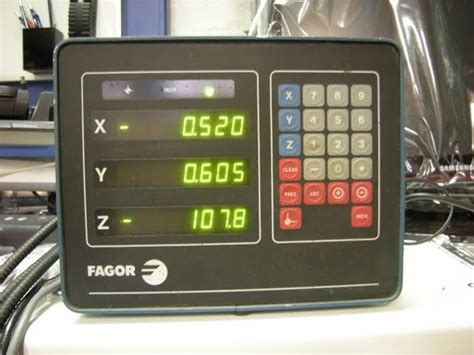 INCH
X - 0.520
Y 0.605
Z - 107.8
FAGOR
X 7 8 9
Y 4 5 6
Z 1 2 3
CLEAR 0
PRES ABS
INCH
SAMSUNG